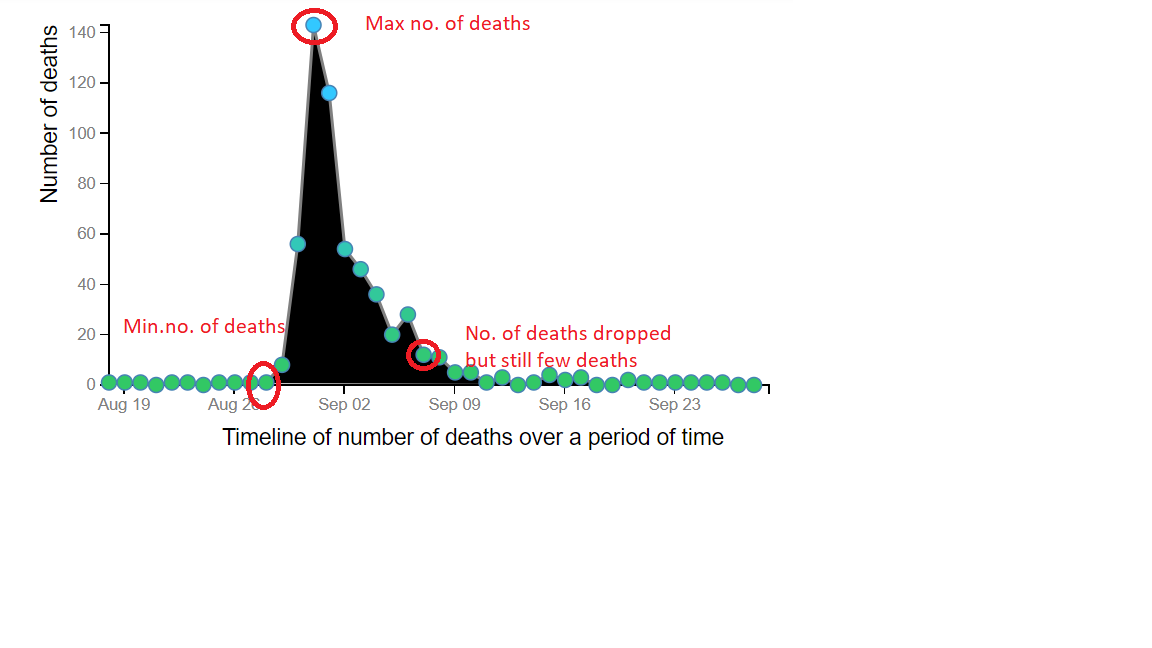 Max no. of deaths
Number of deaths
140
120
100
80
60
40
20
0
Min.no. of deaths
No. of deaths dropped
but still few deaths
Aug 19 Aug 26 Sep 02 Sep 09 Sep 16 Sep 23
Timeline of number of deaths over a period of time